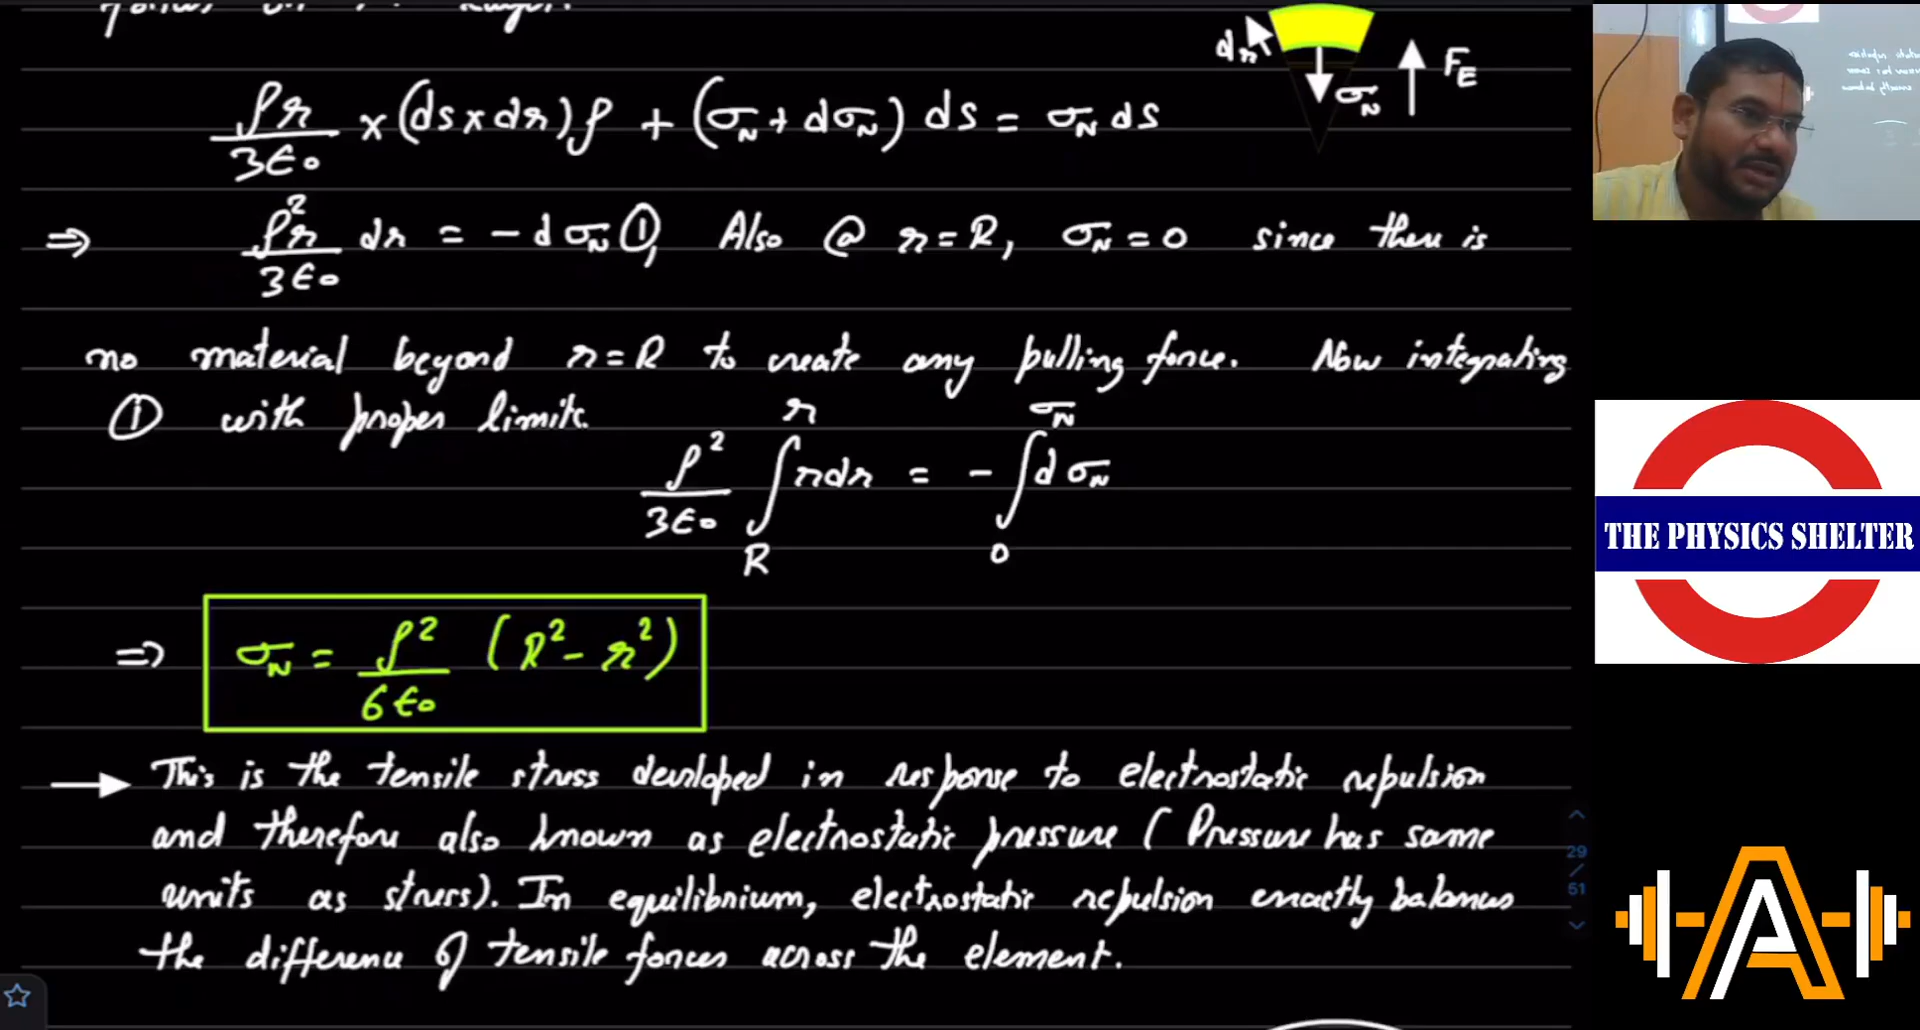 dr
σ_N
F_E
ρr/3ε₀ × (ds × dr) ρ + (σ_N + dσ_N) ds = σ_N ds
⇒ ρ²r/3ε₀ dr = - dσ_N ①, Also @ r = R, σ_N = 0 since there is
no material beyond r = R to create any pulling force. Now integrating
① with proper limits.
ρ²/3ε₀ ∫_R^r r dr = - ∫_0^σ_N dσ_N
⇒ σ_N = ρ²/6ε₀ (R² - r²)
→ This is the tensile stress developed in response to electrostatic repulsion
and therefore also known as electrostatic pressure ( Pressure has same
units as stress). In equilibrium, electrostatic repulsion exactly balances
the difference of tensile forces across the element.
THE PHYSICS SHELTER
29
/
51